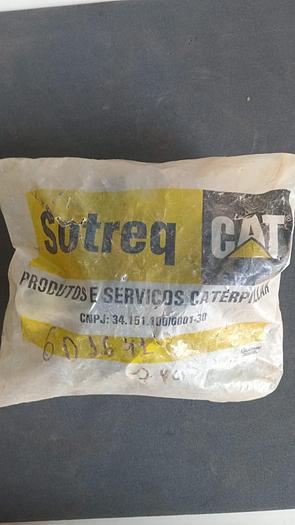 Sotreq CAT
PRODUTOS E SERVIÇOS CATERPILLAR
CNPJ: 34.151.100/0001-30